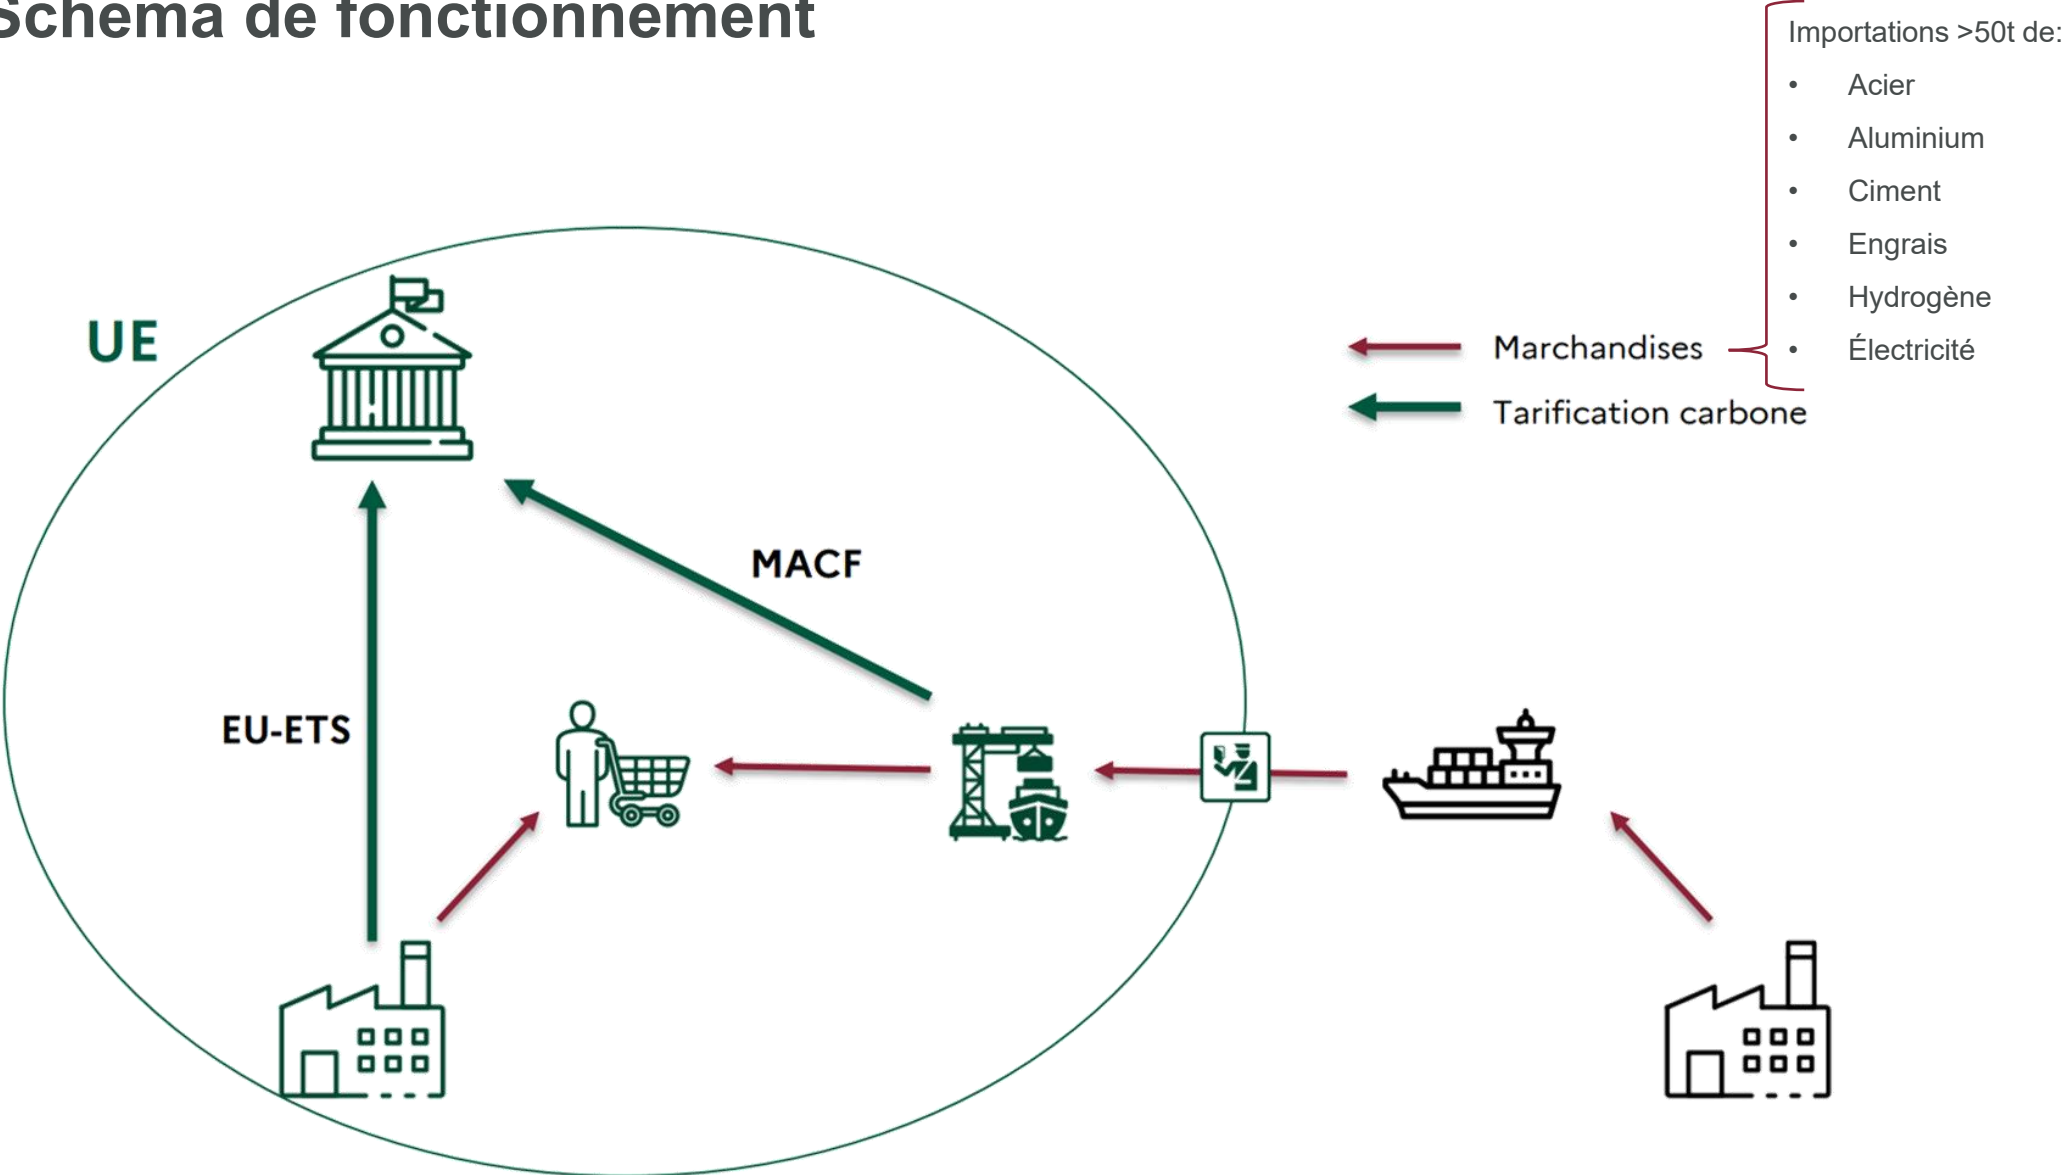 Schéma de fonctionnement
Importations >50t de:
• Acier
• Aluminium
• Ciment
• Engrais
• Hydrogène
• Électricité
UE
Marchandises
Tarification carbone
MACF
EU-ETS